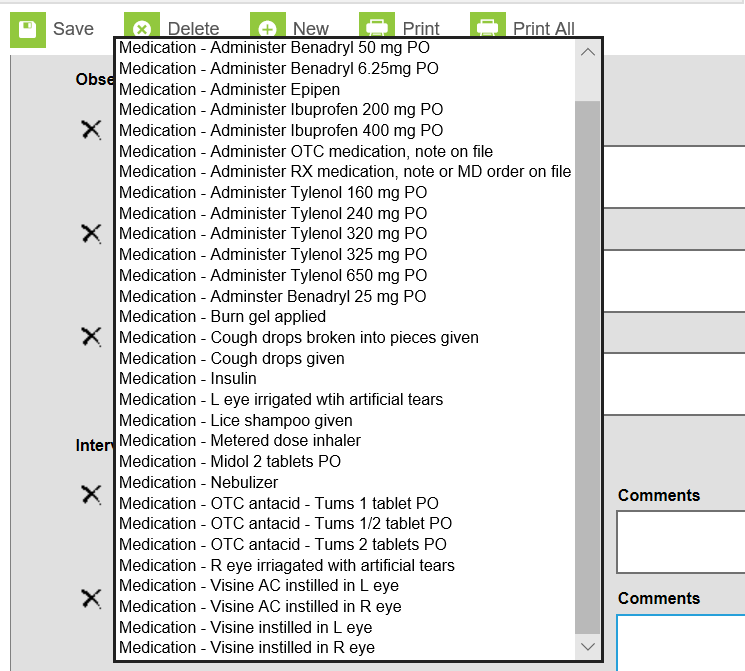 Save Delete New Print Print All
Medication - Administer Benadryl 50 mg PO
Obse Medication - Administer Benadryl 6.25mg PO
Medication - Administer Epipen
Medication - Administer Ibuprofen 200 mg PO
Medication - Administer Ibuprofen 400 mg PO
Medication - Administer OTC medication, note on file
Medication - Administer RX medication, note or MD order on file
Medication - Administer Tylenol 160 mg PO
Medication - Administer Tylenol 240 mg PO
Medication - Administer Tylenol 320 mg PO
Medication - Administer Tylenol 325 mg PO
Medication - Administer Tylenol 650 mg PO
Medication - Adminster Benadryl 25 mg PO
Medication - Burn gel applied
Medication - Cough drops broken into pieces given
Medication - Cough drops given
Medication - Insulin
Medication - L eye irrigated wtih artificial tears
Medication - Lice shampoo given
Interv Medication - Metered dose inhaler
Medication - Midol 2 tablets PO
Medication - Nebulizer
Comments
Medication - OTC antacid - Tums 1 tablet PO
Medication - OTC antacid - Tums 1/2 tablet PO
Medication - OTC antacid - Tums 2 tablets PO
Medication - R eye irriagated with artificial tears
Medication - Visine AC instilled in L eye
Comments
Medication - Visine AC instilled in R eye
Medication - Visine instilled in L eye
Medication - Visine instilled in R eye